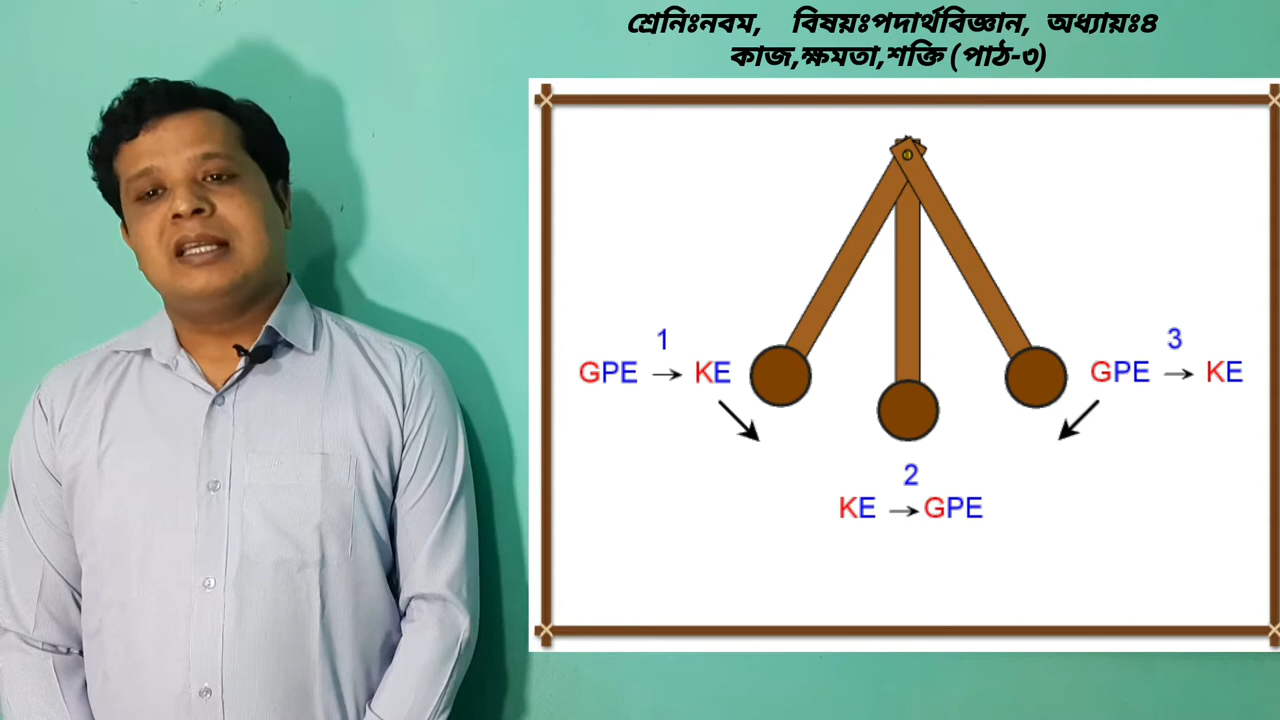 শ্রেনিঃনবম, বিষয়ঃপদার্থবিজ্ঞান, অধ্যায়ঃ৪
কাজ,ক্ষমতা,শক্তি (পাঠ-৩)
1
GPE → KE
3
GPE → KE
2
KE → GPE